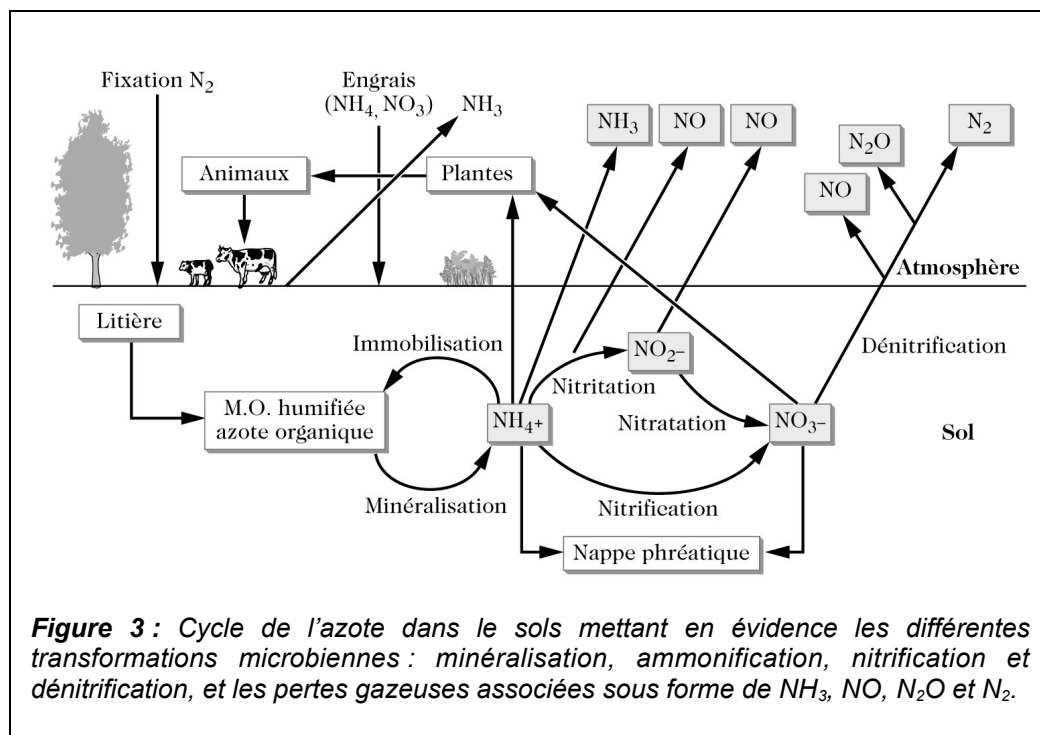 Fixation N₂
Engrais
(NH₄, NO₃)
NH₃
NH₃
NO
NO
N₂O
N₂
NO
Animaux
Plantes
Atmosphère
Litière
Immobilisation
NO₂–
Dénitrification
Nitritation
M.O. humifiée
azote organique
NH₄+
Nitratation
NO₃–
Sol
Minéralisation
Nitrification
Nappe phréatique
Figure 3 : Cycle de l’azote dans le sols mettant en évidence les différentes
transformations microbiennes : minéralisation, ammonification, nitrification et
dénitrification, et les pertes gazeuses associées sous forme de NH₃, NO, N₂O et N₂.